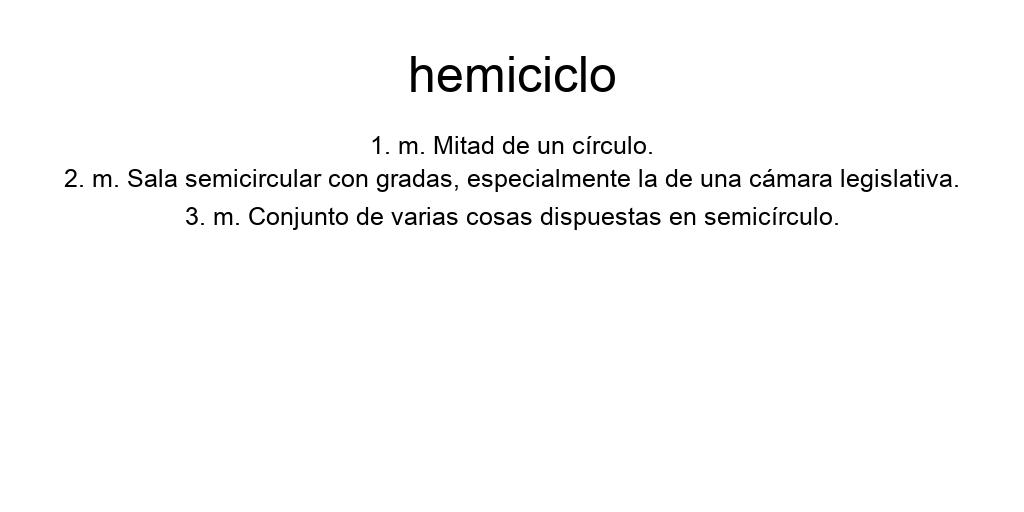 hemiciclo
1. m. Mitad de un círculo.
2. m. Sala semicircular con gradas, especialmente la de una cámara legislativa.
3. m. Conjunto de varias cosas dispuestas en semicírculo.